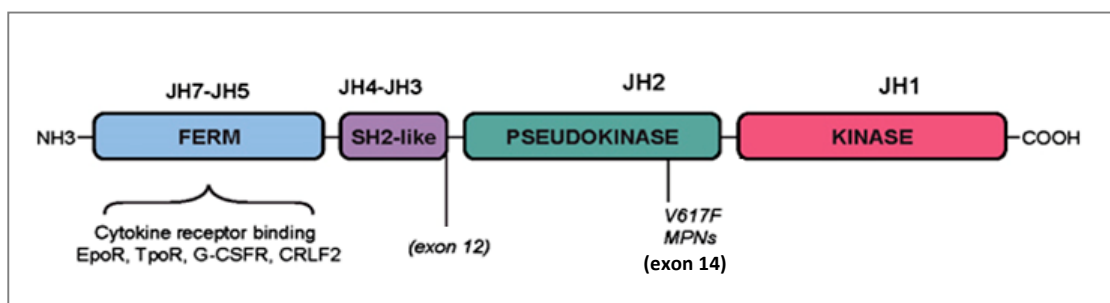 JH7-JH5
JH4-JH3
JH2
JH1
NH3
FERM
SH2-like
PSEUDOKINASE
KINASE
COOH
Cytokine receptor binding
EpoR, TpoR, G-CSFR, CRLF2
(exon 12)
V617F
MPNs
(exon 14)